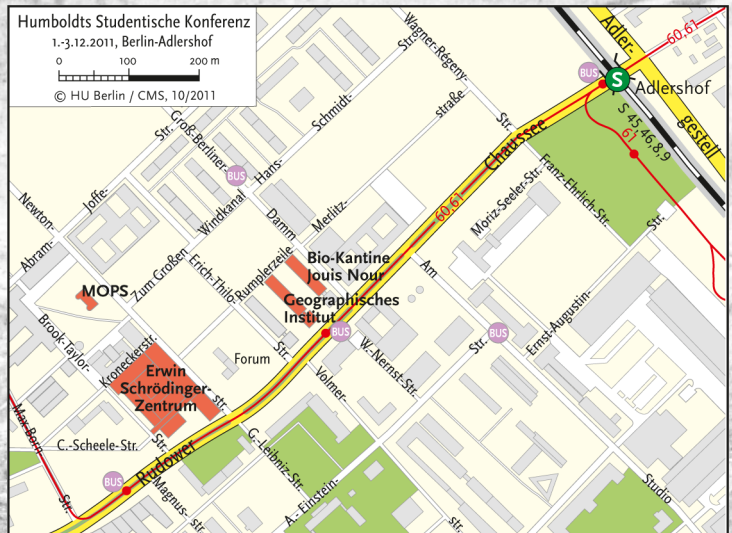 Humboldts Studentische Konferenz
1.-3.12.2011, Berlin-Adlershof
0 100 200 m
© HU Berlin / CMS, 10/2011
Wagner-Régeny-
Str.
Adler-
gestell
60,61
BUS
S
Adlershof
S 45,46,8,9
61
Groß-Berliner-
Damm
Str.
Schmidt-
Hans-
straße
Str.
Chaussee
Franz-Ehrlich-Str.
BUS
Joffe-
Newton-
Abram-
Windkanal
Zum Großen
Merlitz-
60,61
Moriz-Seeler-Str.
Str.
Erich-Thilo-
Str.
Rumplerzeile
Bio-Kantine
Jouis Nour
Am
MOPS
Geographisches
Institut
BUS
BUS
Str.
Ernst-Augustin-
Brook-Taylor-
Str.
Kroneckerstr.
Forum
W.-Nernst-Str.
Volmer-
str.
Erwin
Schrödinger-
Zentrum
str.
Max-Born
Str.
C.-Scheele-Str.
G.-Leibniz-Str.
Rudower
BUS
Magnus-
str.
A.-Einstein-
Studio